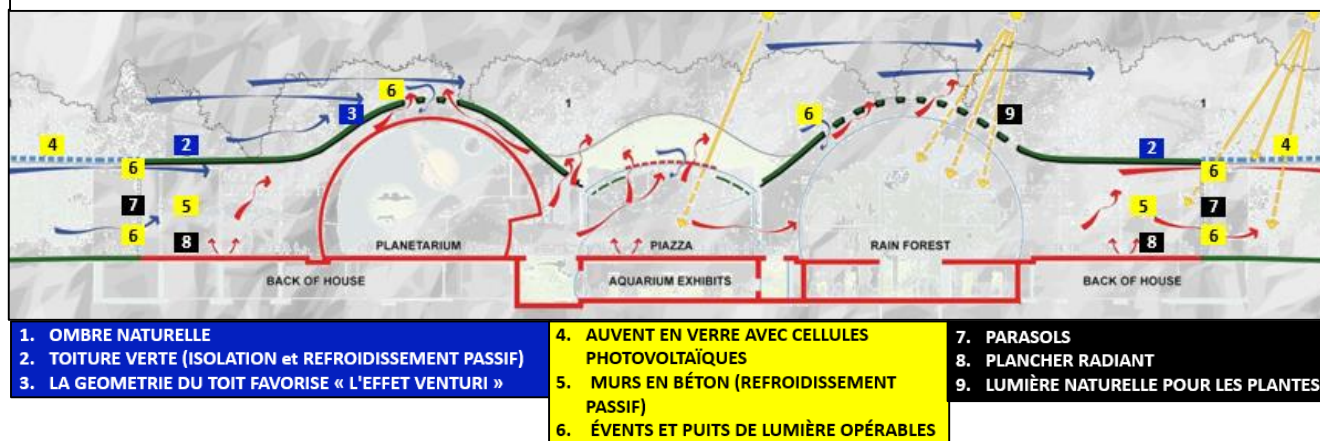 1
1
6
6
9
3
4
2
2
4
6
6
7
5
5
7
6
6
8
8
PLANETARIUM
PIAZZA
RAIN FOREST
BACK OF HOUSE
AQUARIUM EXHIBITS
BACK OF HOUSE
1. OMBRE NATURELLE
2. TOITURE VERTE (ISOLATION et REFROIDISSEMENT PASSIF)
3. LA GEOMETRIE DU TOIT FAVORISE « L'EFFET VENTURI »
4. AUVENT EN VERRE AVEC CELLULES
PHOTOVOLTAÏQUES
5. MURS EN BÉTON (REFROIDISSEMENT
PASSIF)
6. ÉVENTS ET PUITS DE LUMIÈRE OPÉRABLES
7. PARASOLS
8. PLANCHER RADIANT
9. LUMIÈRE NATURELLE POUR LES PLANTES